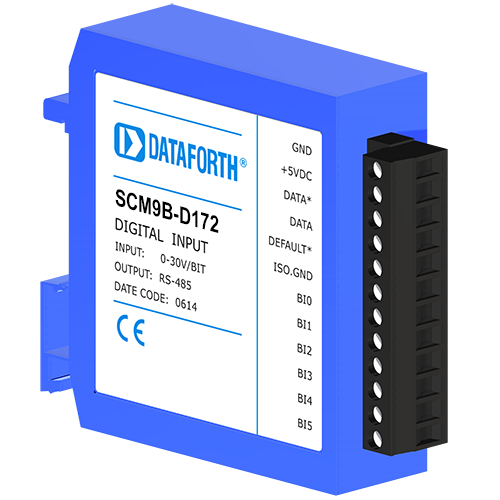 DATAFORTH®
SCM9B-D172
DIGITAL INPUT
INPUT: 0-30V/BIT
OUTPUT: RS-485
DATE CODE: 0614
CE
GND
+5VDC
DATA*
DATA
DEFAULT*
ISO.GND
BI0
BI1
BI2
BI3
BI4
BI5